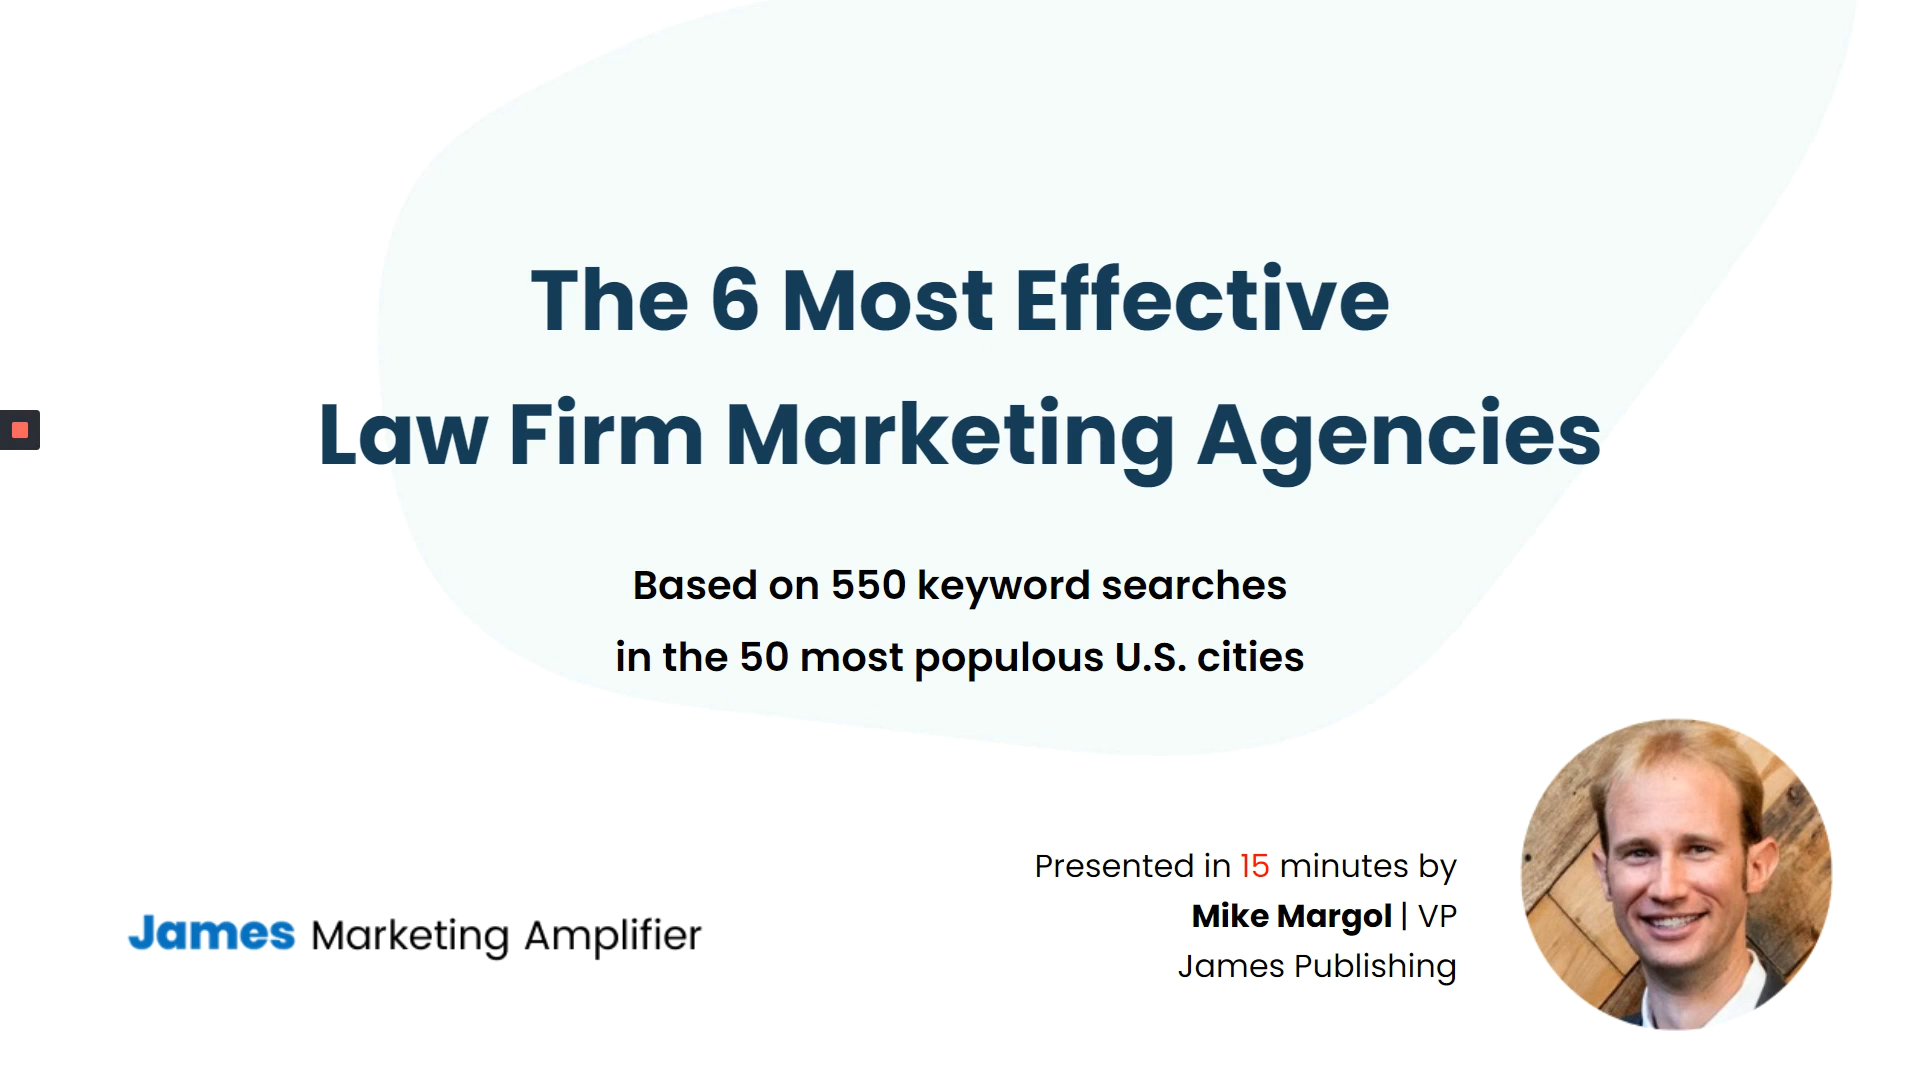 The 6 Most Effective
Law Firm Marketing Agencies
Based on 550 keyword searches
in the 50 most populous U.S. cities
Presented in 15 minutes by
Mike Margol | VP
James Publishing
James Marketing Amplifier